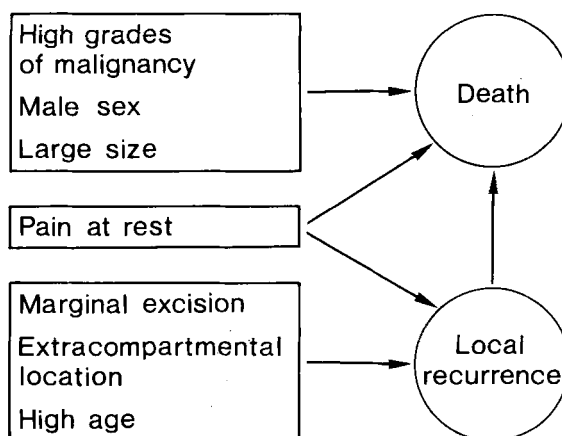 High grades
of malignancy
Male sex
Large size
Death
Pain at rest
Marginal excision
Extracompartmental
location
High age
Local
recurrence